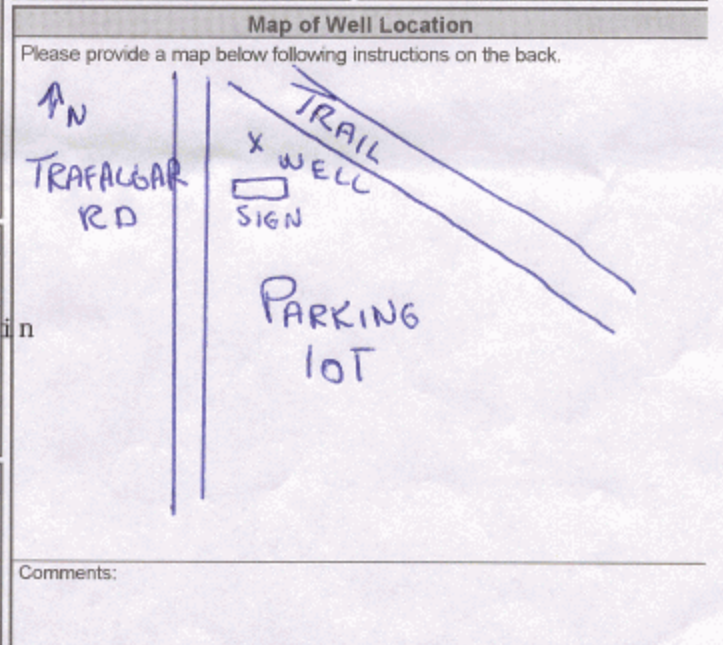 Map of Well Location
Please provide a map below following instructions on the back.
N
TRAIL
X WELL
TRAFALGAR
RD
SIGN
PARKING
lOT
in
Comments: